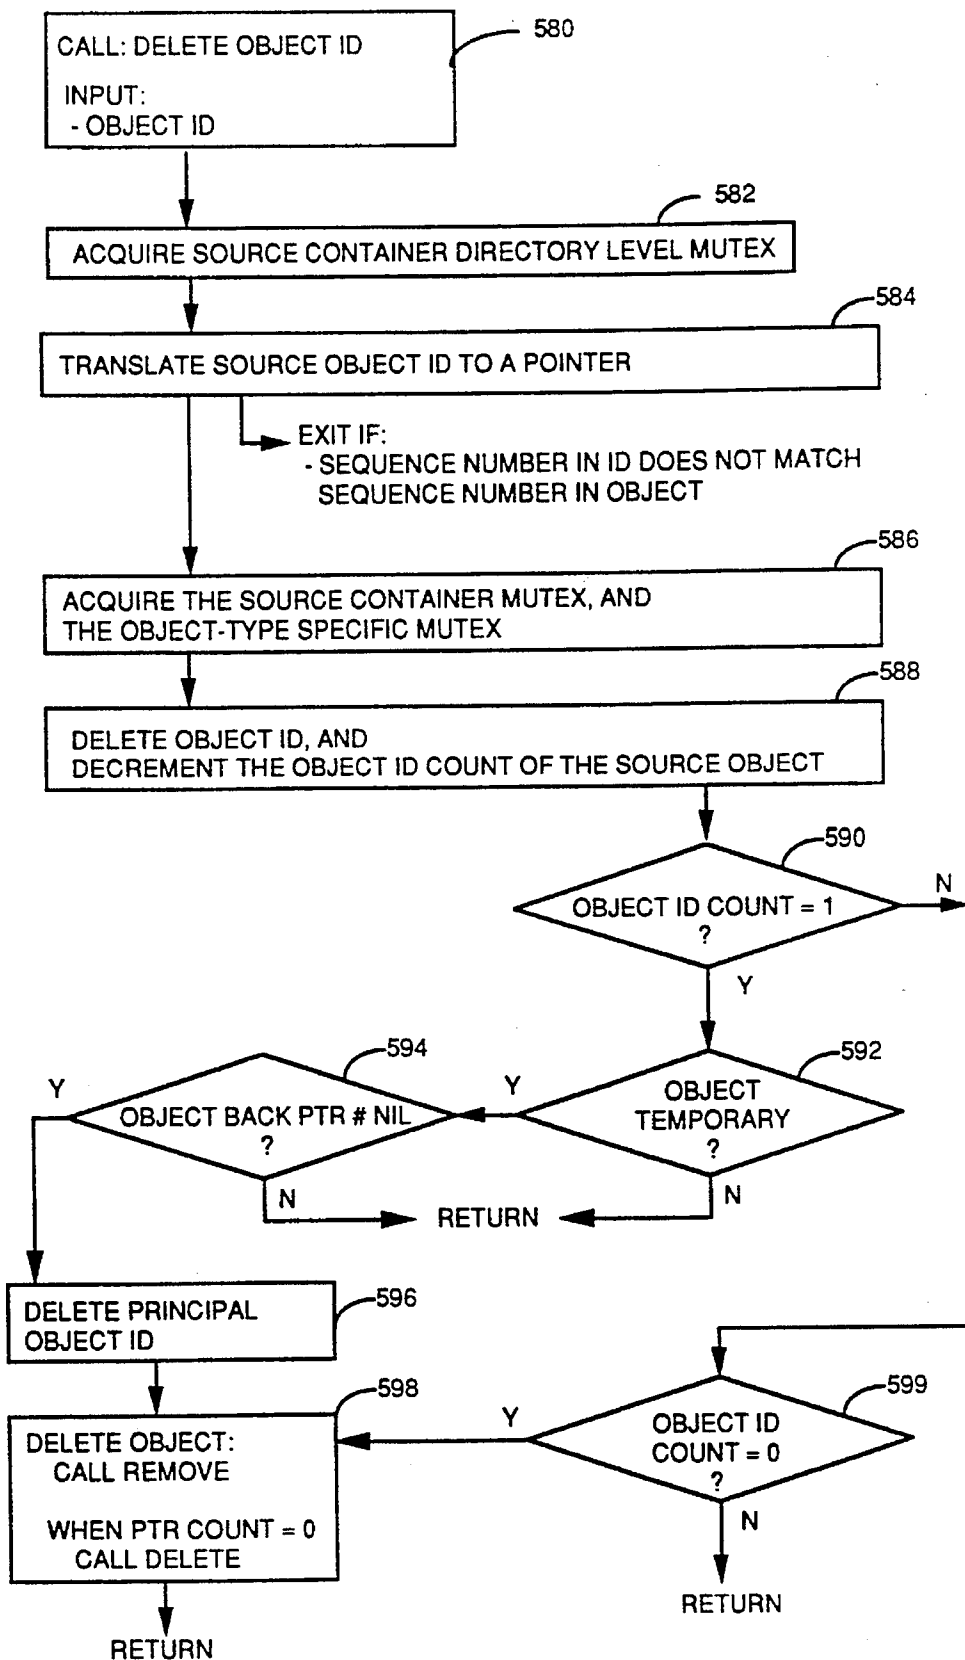 580
CALL: DELETE OBJECT ID
INPUT:
- OBJECT ID
582
ACQUIRE SOURCE CONTAINER DIRECTORY LEVEL MUTEX
584
TRANSLATE SOURCE OBJECT ID TO A POINTER
EXIT IF:
- SEQUENCE NUMBER IN ID DOES NOT MATCH
SEQUENCE NUMBER IN OBJECT
586
ACQUIRE THE SOURCE CONTAINER MUTEX, AND
THE OBJECT-TYPE SPECIFIC MUTEX
588
DELETE OBJECT ID, AND
DECREMENT THE OBJECT ID COUNT OF THE SOURCE OBJECT
590
OBJECT ID COUNT = 1
?
N
Y
592
OBJECT
TEMPORARY
?
Y
N
594
OBJECT BACK PTR # NIL
?
Y
N
RETURN
596
DELETE PRINCIPAL
OBJECT ID
598
DELETE OBJECT:
CALL REMOVE
WHEN PTR COUNT = 0
CALL DELETE
RETURN
599
OBJECT ID
COUNT = 0
?
Y
N
RETURN